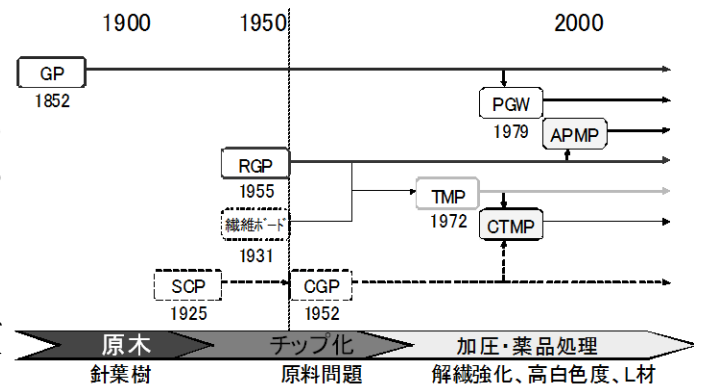 1900 1950 2000
GP
1852
PGW
1979
APMP
RGP
1955
TMP
1972
繊維ボード
1931
CTMP
SCP
1925
CGP
1952
原木 チップ化 加圧・薬品処理
針葉樹 原料問題 解繊強化、高白色度、L材